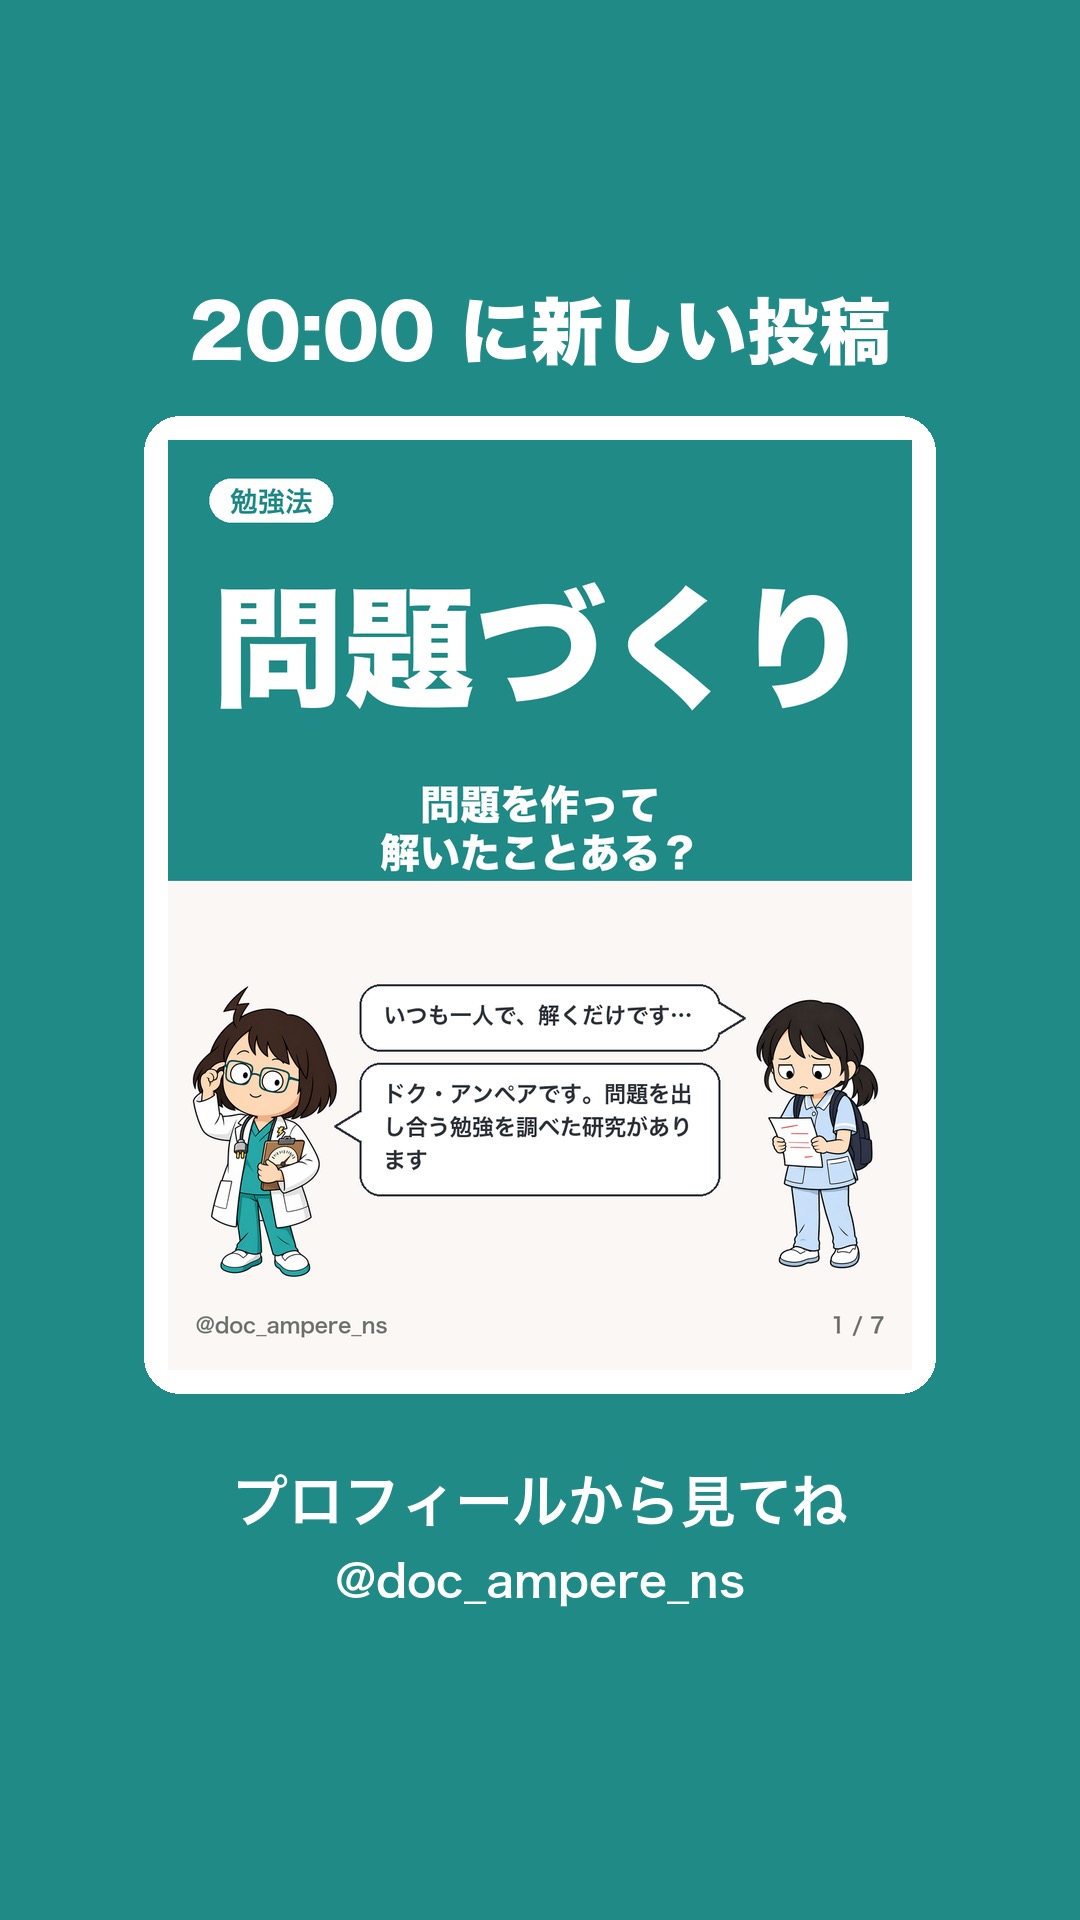 20:00 に新しい投稿
勉強法
問題づくり
問題を作って
解いたことある？
いつも一人で、解くだけです…
ドク・アンペアです。問題を出
し合う勉強を調べた研究があり
ます
@doc_ampere_ns
1 / 7
プロフィールから見てね
@doc_ampere_ns